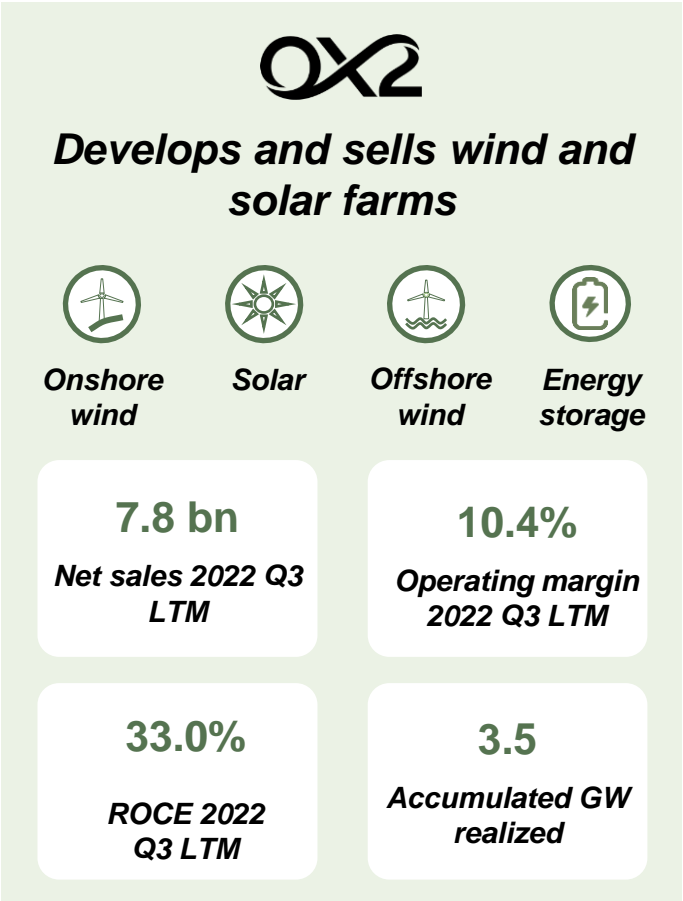 OX2
Develops and sells wind and
solar farms
Onshore
wind
Solar
Offshore
wind
Energy
storage
7.8 bn
Net sales 2022 Q3
LTM
10.4%
Operating margin
2022 Q3 LTM
33.0%
ROCE 2022
Q3 LTM
3.5
Accumulated GW
realized